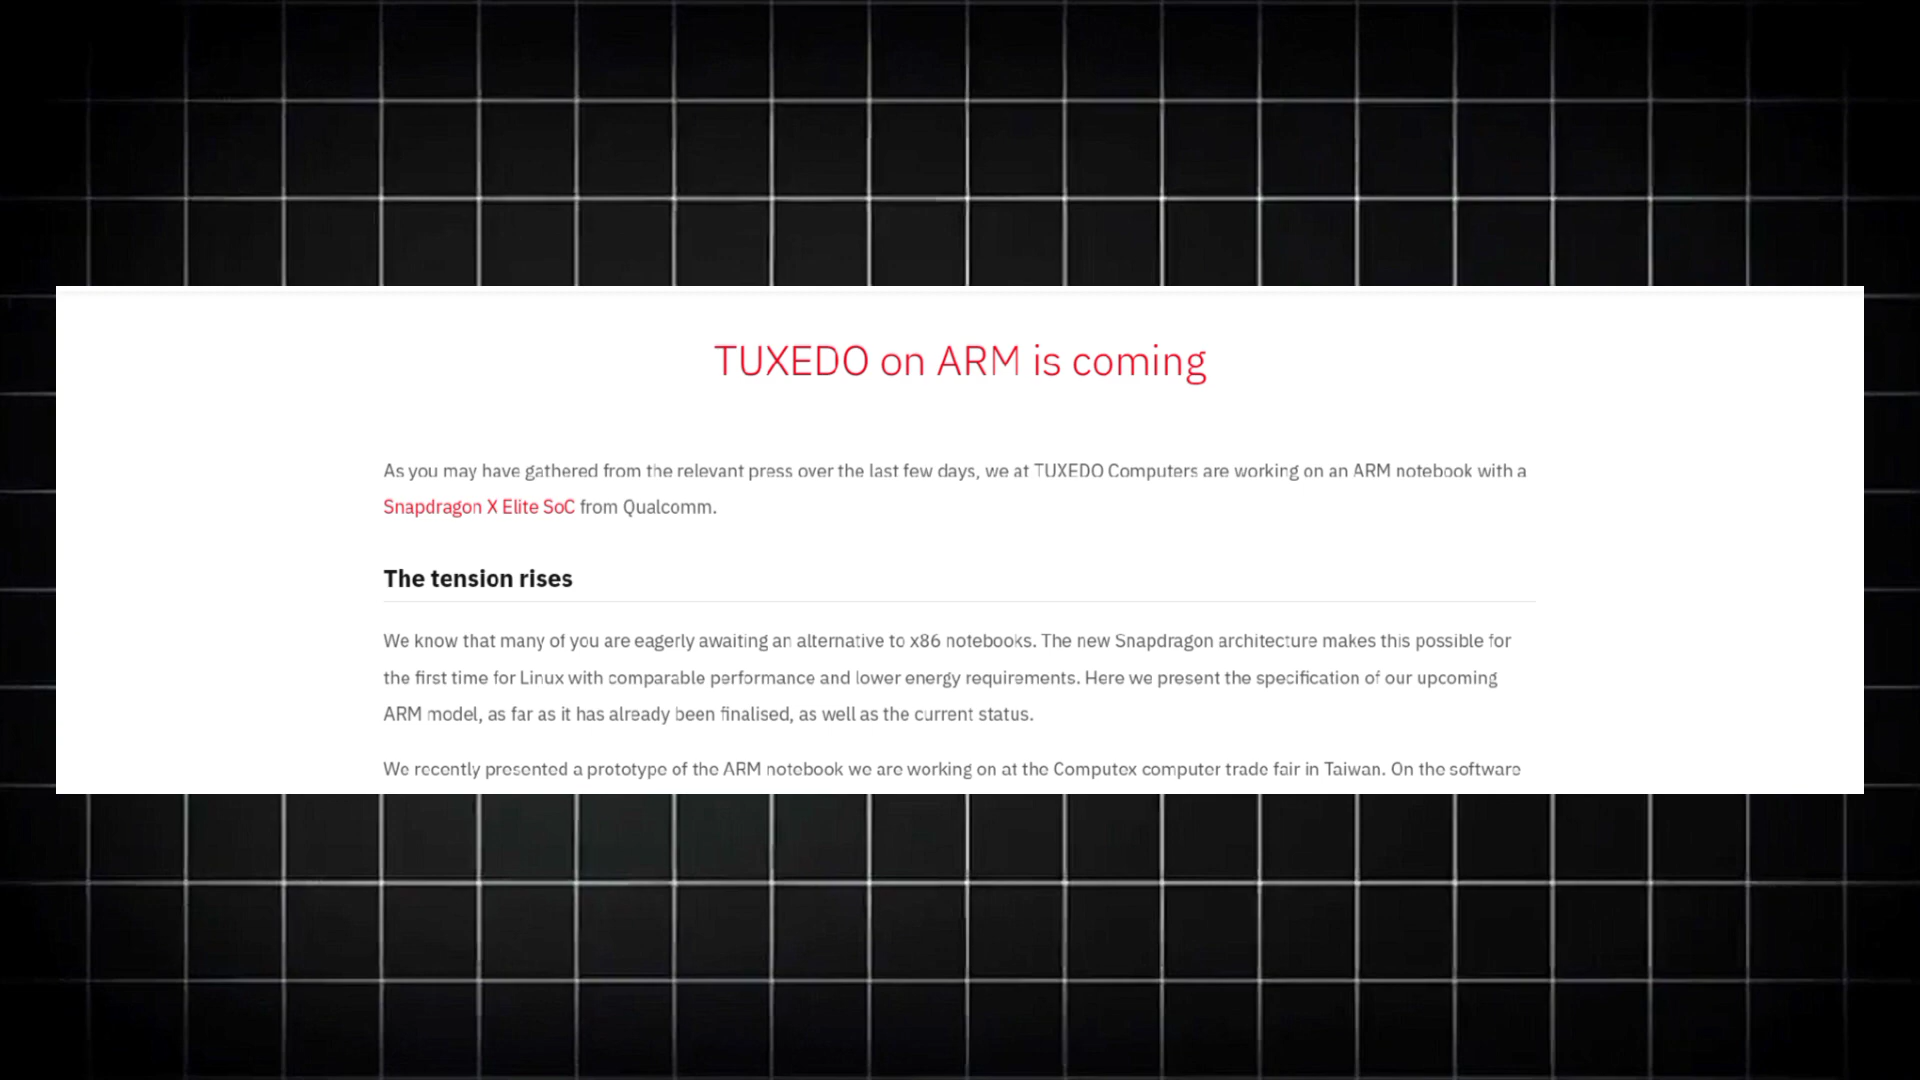 TUXEDO on ARM is coming
As you may have gathered from the relevant press over the last few days, we at TUXEDO Computers are working on an ARM notebook with a
Snapdragon X Elite SoC from Qualcomm.
The tension rises
We know that many of you are eagerly awaiting an alternative to x86 notebooks. The new Snapdragon architecture makes this possible for
the first time for Linux with comparable performance and lower energy requirements. Here we present the specification of our upcoming
ARM model, as far as it has already been finalised, as well as the current status.
We recently presented a prototype of the ARM notebook we are working on at the Computex computer trade fair in Taiwan. On the software